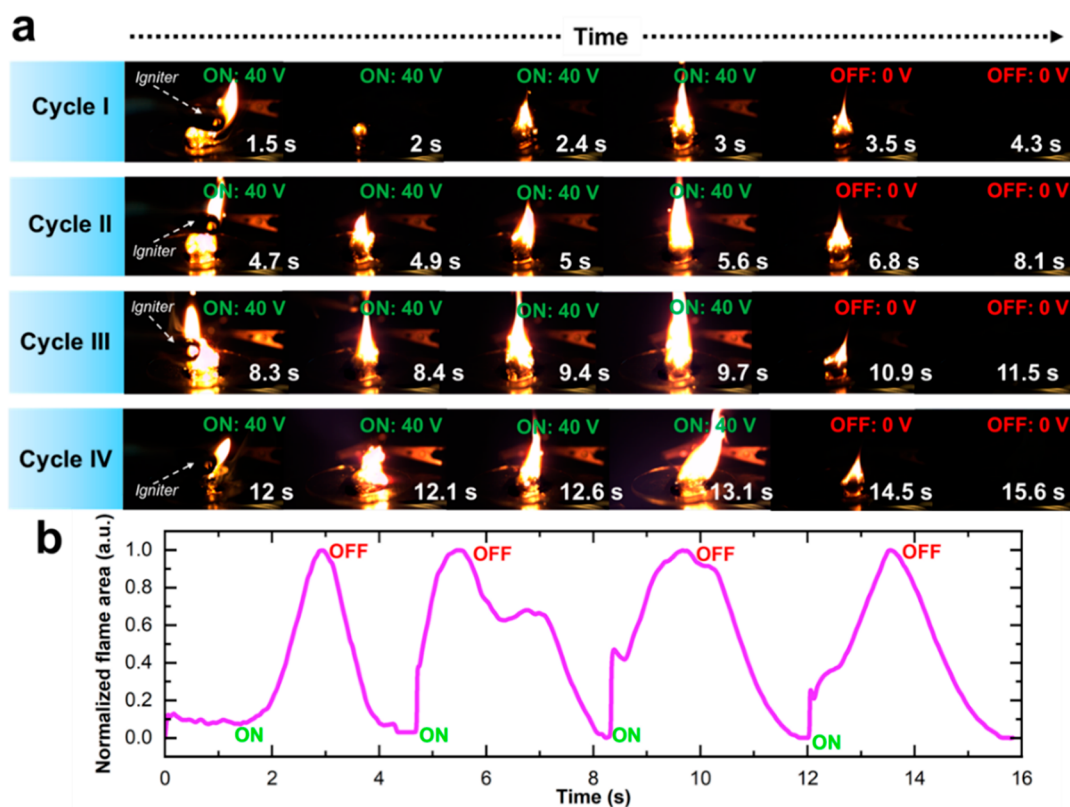 a
Time
Cycle I
Igniter
ON: 40 V ON: 40 V ON: 40 V ON: 40 V OFF: 0 V OFF: 0 V
1.5 s 2 s 2.4 s 3 s 3.5 s 4.3 s
Cycle II
Igniter
ON: 40 V ON: 40 V ON: 40 V ON: 40 V OFF: 0 V OFF: 0 V
4.7 s 4.9 s 5 s 5.6 s 6.8 s 8.1 s
Cycle III
Igniter
ON: 40 V ON: 40 V ON: 40 V ON: 40 V OFF: 0 V OFF: 0 V
8.3 s 8.4 s 9.4 s 9.7 s 10.9 s 11.5 s
Cycle IV
Igniter
ON: 40 V ON: 40 V ON: 40 V ON: 40 V OFF: 0 V OFF: 0 V
12 s 12.1 s 12.6 s 13.1 s 14.5 s 15.6 s
b
Normalized flame area (a.u.)
1.0
0.8
0.6
0.4
0.2
0.0
OFF OFF OFF OFF
ON ON ON ON
0 2 4 6 8 10 12 14 16
Time (s)